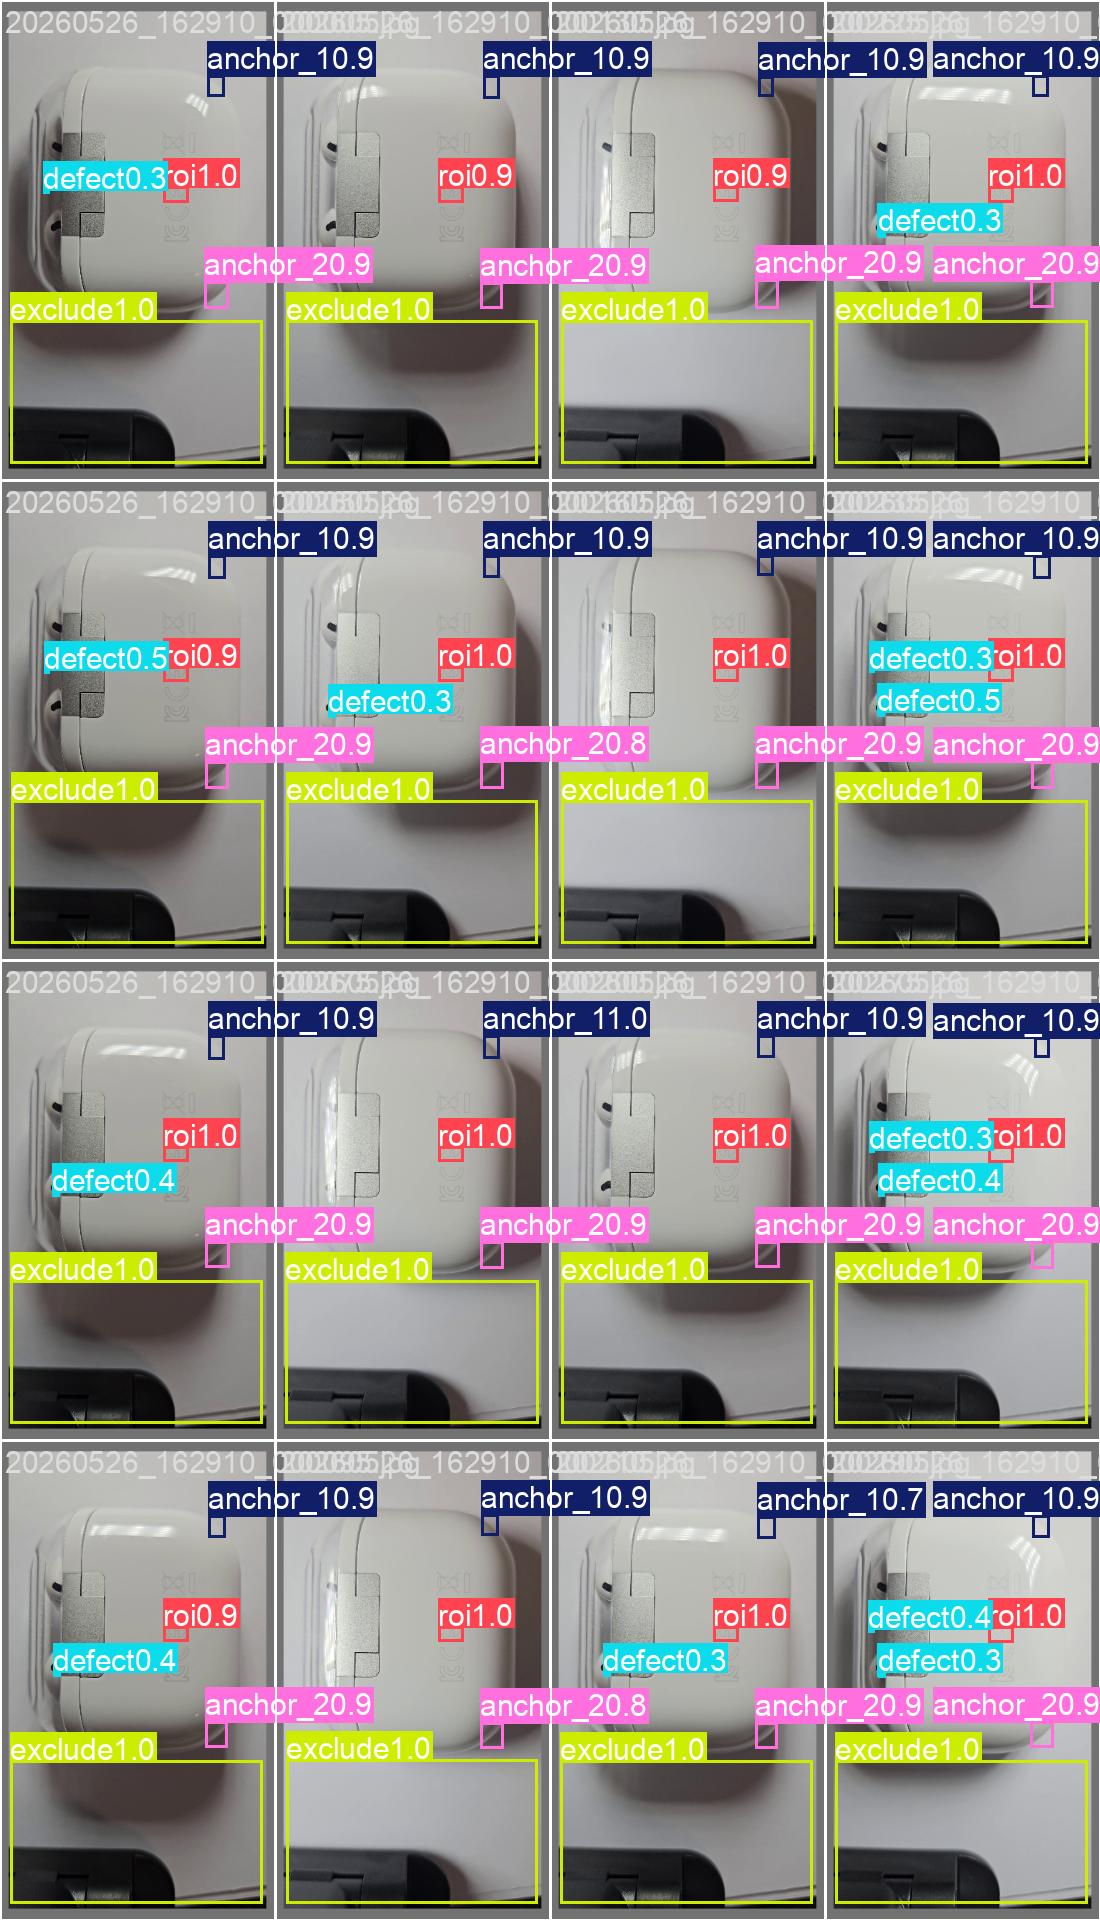 20260526_162910_ 162910_ 162910_
anchor_10.9 anchor_10.9 anchor_10.9 anchor_10.9
defect0.3 roi1.0 roi0.9 roi0.9 roi1.0
defect0.3
anchor_20.9 anchor_20.9 anchor_20.9 anchor_20.9
exclude1.0 exclude1.0 exclude1.0 exclude1.0
20260526_162910_ 162910_ 162910_
anchor_10.9 anchor_10.9 anchor_10.9 anchor_10.9
defect0.5 roi0.9 roi1.0 roi1.0 defect0.3 roi1.0
defect0.3 defect0.5
anchor_20.9 anchor_20.8 anchor_20.9 anchor_20.9
exclude1.0 exclude1.0 exclude1.0 exclude1.0
20260526_162910_ 162910_ 162910_
anchor_10.9 anchor_11.0 anchor_10.9 anchor_10.9
roi1.0 roi1.0 roi1.0 defect0.3 roi1.0
defect0.4 defect0.4
anchor_20.9 anchor_20.9 anchor_20.9 anchor_20.9
exclude1.0 exclude1.0 exclude1.0 exclude1.0
20260526_162910_ 162910_ 162910_
anchor_10.9 anchor_10.9 anchor_10.7 anchor_10.9
roi0.9 roi1.0 roi1.0 defect0.4 roi1.0
defect0.4 defect0.3 defect0.3
anchor_20.9 anchor_20.8 anchor_20.9 anchor_20.9
exclude1.0 exclude1.0 exclude1.0 exclude1.0